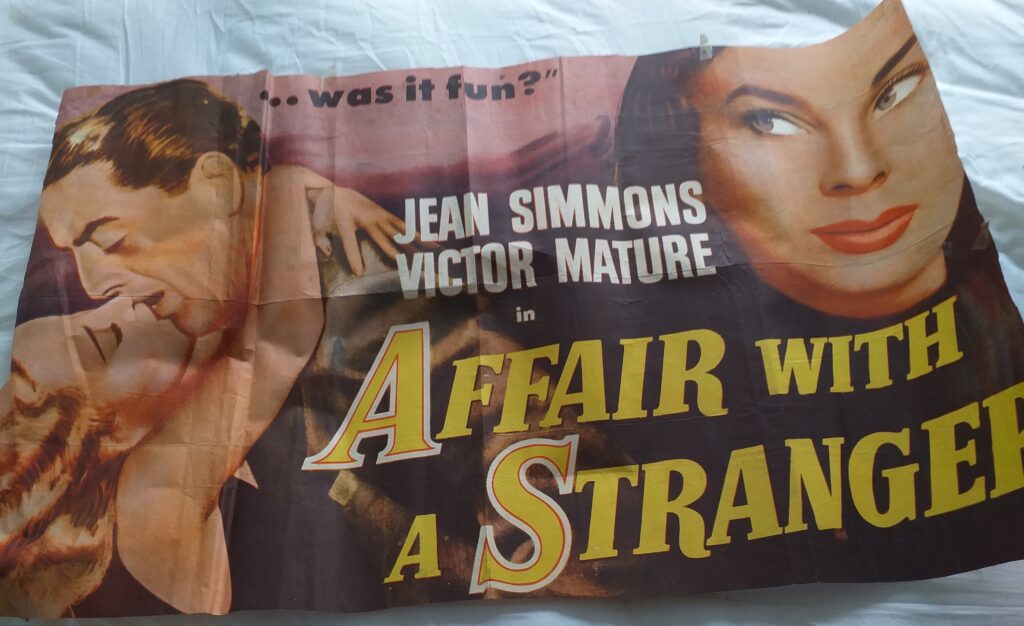 ".. was it fun?"
JEAN SIMMONS
VICTOR MATURE
in
AFFAIR WITH
A STRANGER